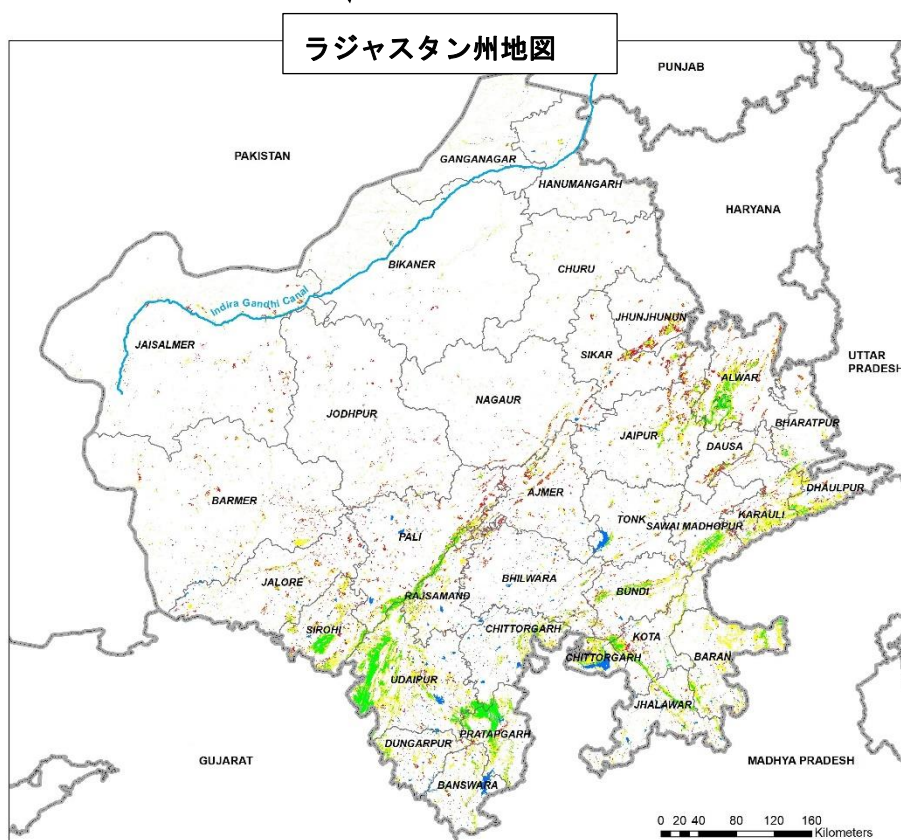 ラジャスタン州地図
PUNJAB
PAKISTAN
GANGANAGAR
HANUMANGARH
HARYANA
BIKANER
CHURU
Indira Gandhi Canal
JHUNJHUNUN
JAISALMER
SIKAR
UTTAR
PRADESH
ALWAR
JODHPUR
NAGAUR
BHARATPUR
JAIPUR
DAUSA
DHAULPUR
BARMER
AJMER
KARAULI
TONK
SAWAI MADHOPUR
PALI
BHILWARA
JALORE
BUNDI
RAJSAMAND
SIROHI
CHITTORGARH
KOTA
CHITTORGARH
BARAN
UDAIPUR
JHALAWAR
PRATAPGARH
DUNGARPUR
GUJARAT
MADHYA PRADESH
BANSWARA
0 20 40 80 120 160
Kilometers